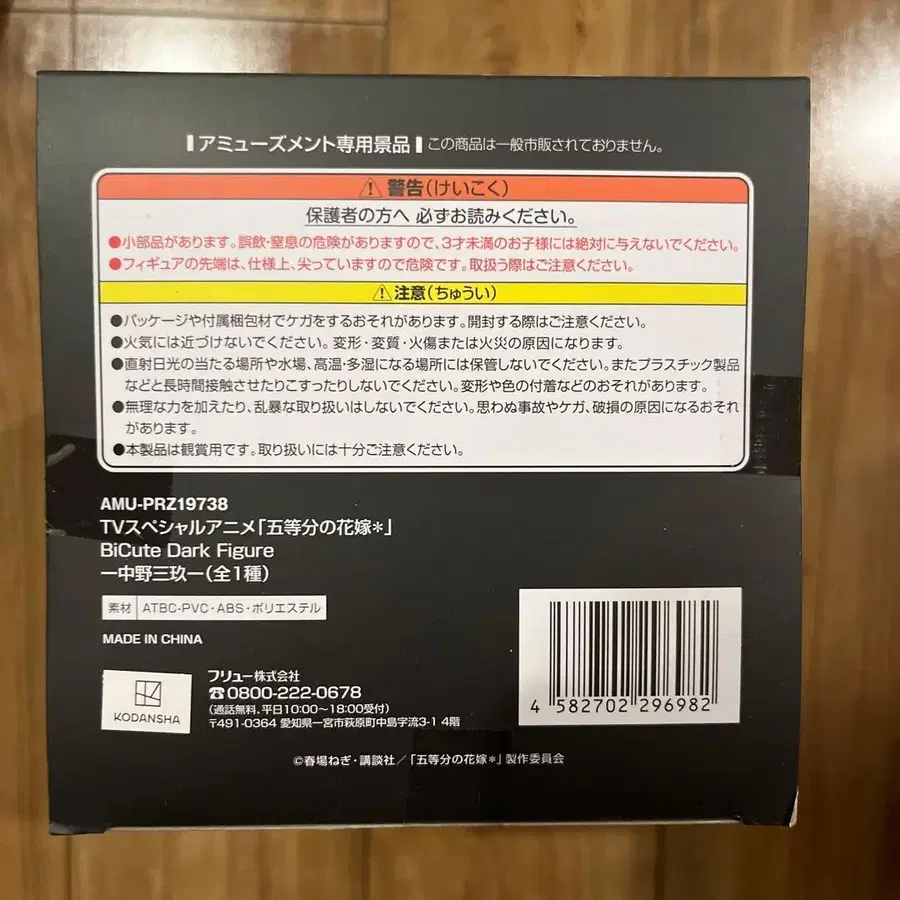 アミューズメント専用景品 この商品は一般市販されておりません。
⚠警告(けいこく)
保護者の方へ 必ずお読みください。
●小部品があります。誤飲・窒息の危険がありますので、3才未満のお子様には絶対に与えないでください。
●フィギュアの先端は、仕様上、尖っていますので危険です。取扱う際はご注意ください。
⚠注意(ちゅうい)
●パッケージや付属梱包材でケガをするおそれがあります。開封する際はご注意ください。
●火気には近づけないでください。変形・変質・火傷または火災の原因になります。
●直射日光の当たる場所や水場、高温・多湿になる場所には保管しないでください。またプラスチック製品
などと長時間接触させたりこすったりしないでください。変形や色の付着などのおそれがあります。
●無理な力を加えたり、乱暴な取り扱いはしないでください。思わぬ事故やケガ、破損の原因になるおそれ
があります。
●本製品は観賞用です。取り扱いには十分ご注意ください。
AMU-PRZ19738
TVスペシャルアニメ「五等分の花嫁*」
BiCute Dark Figure
ー中野三玖ー(全1種)
素材 ATBC-PVC・ABS・ポリエステル
MADE IN CHINA
KODANSHA
フリュー株式会社
☎0800-222-0678
(通話無料、平日10:00~18:00受付)
〒491-0364 愛知県一宮市萩原町中島字流3-1 4階
4 582702 296982
©春場ねぎ・講談社/「五等分の花嫁*」製作委員会